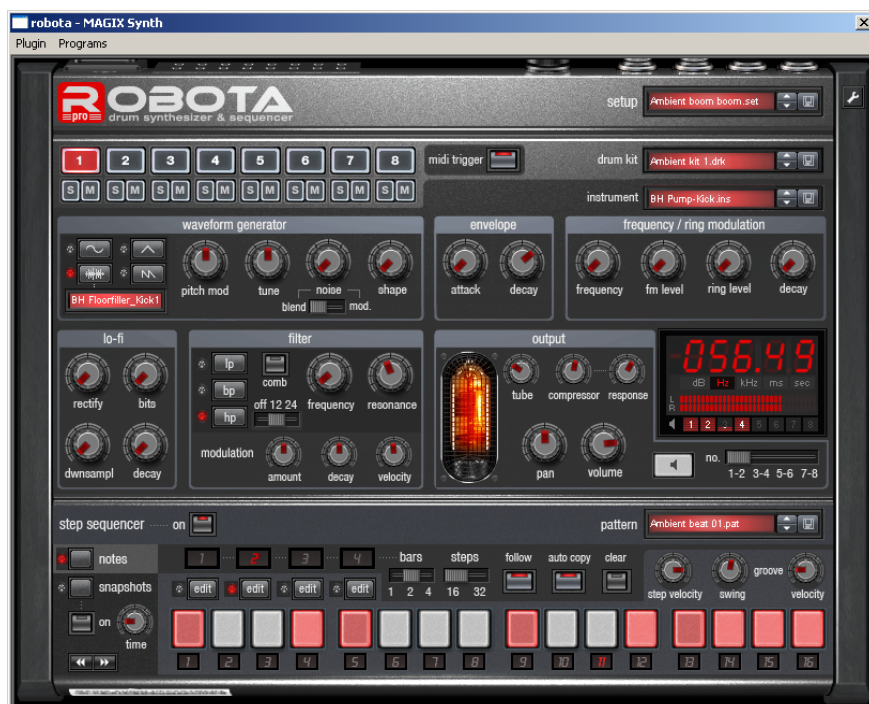 robota - MAGIX Synth
Plugin Programs
ROBOTA
pro drum synthesizer & sequencer
setup Ambient boom boom.set
1 2 3 4 5 6 7 8 midi trigger drum kit Ambient kit 1.drk
S M S M S M S M S M S M S M S M
instrument BH Pump-Kick.ins
waveform generator envelope frequency / ring modulation
pitch mod tune noise shape attack decay frequency fm level ring level decay
BH Floorfiller_Kick1 blend mod.
lo-fi filter output
-056.49
dB Hz kHz ms sec
lp comb
rectify bits bp off 12 24 frequency resonance tube compressor response
L
R
hp
1 2 3 4 5 6 7 8
modulation
dwnsampl decay amount decay velocity pan volume
no. 1-2 3-4 5-6 7-8
step sequencer on pattern Ambient beat 01.pat
notes 1 2 3 4 bars steps follow auto copy clear
snapshots edit edit edit edit 1 2 4 16 32 step velocity swing groove velocity
on
time
1 2 3 4 5 6 7 8 9 10 11 12 13 14 15 16